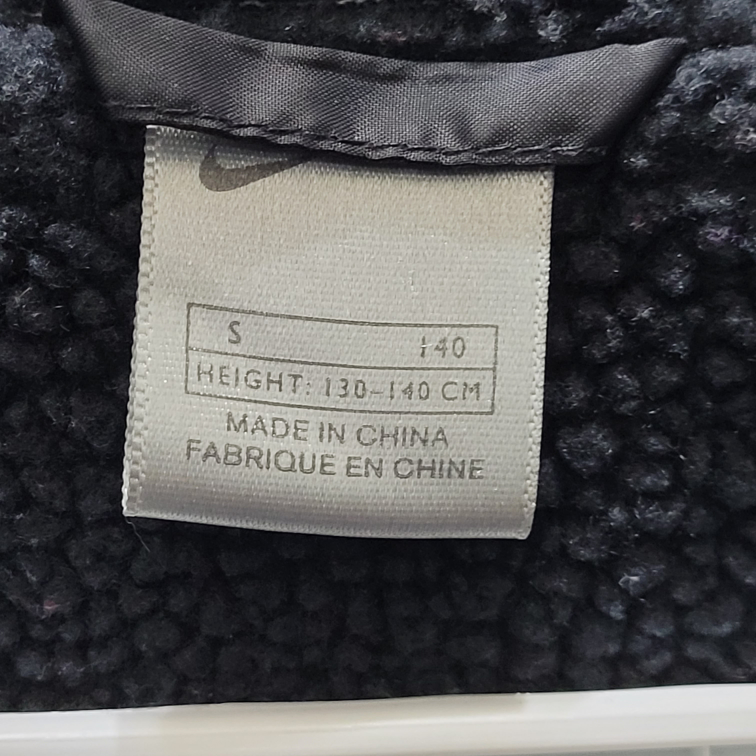 S 140
HEIGHT: 130-140 CM
MADE IN CHINA
FABRIQUE EN CHINE